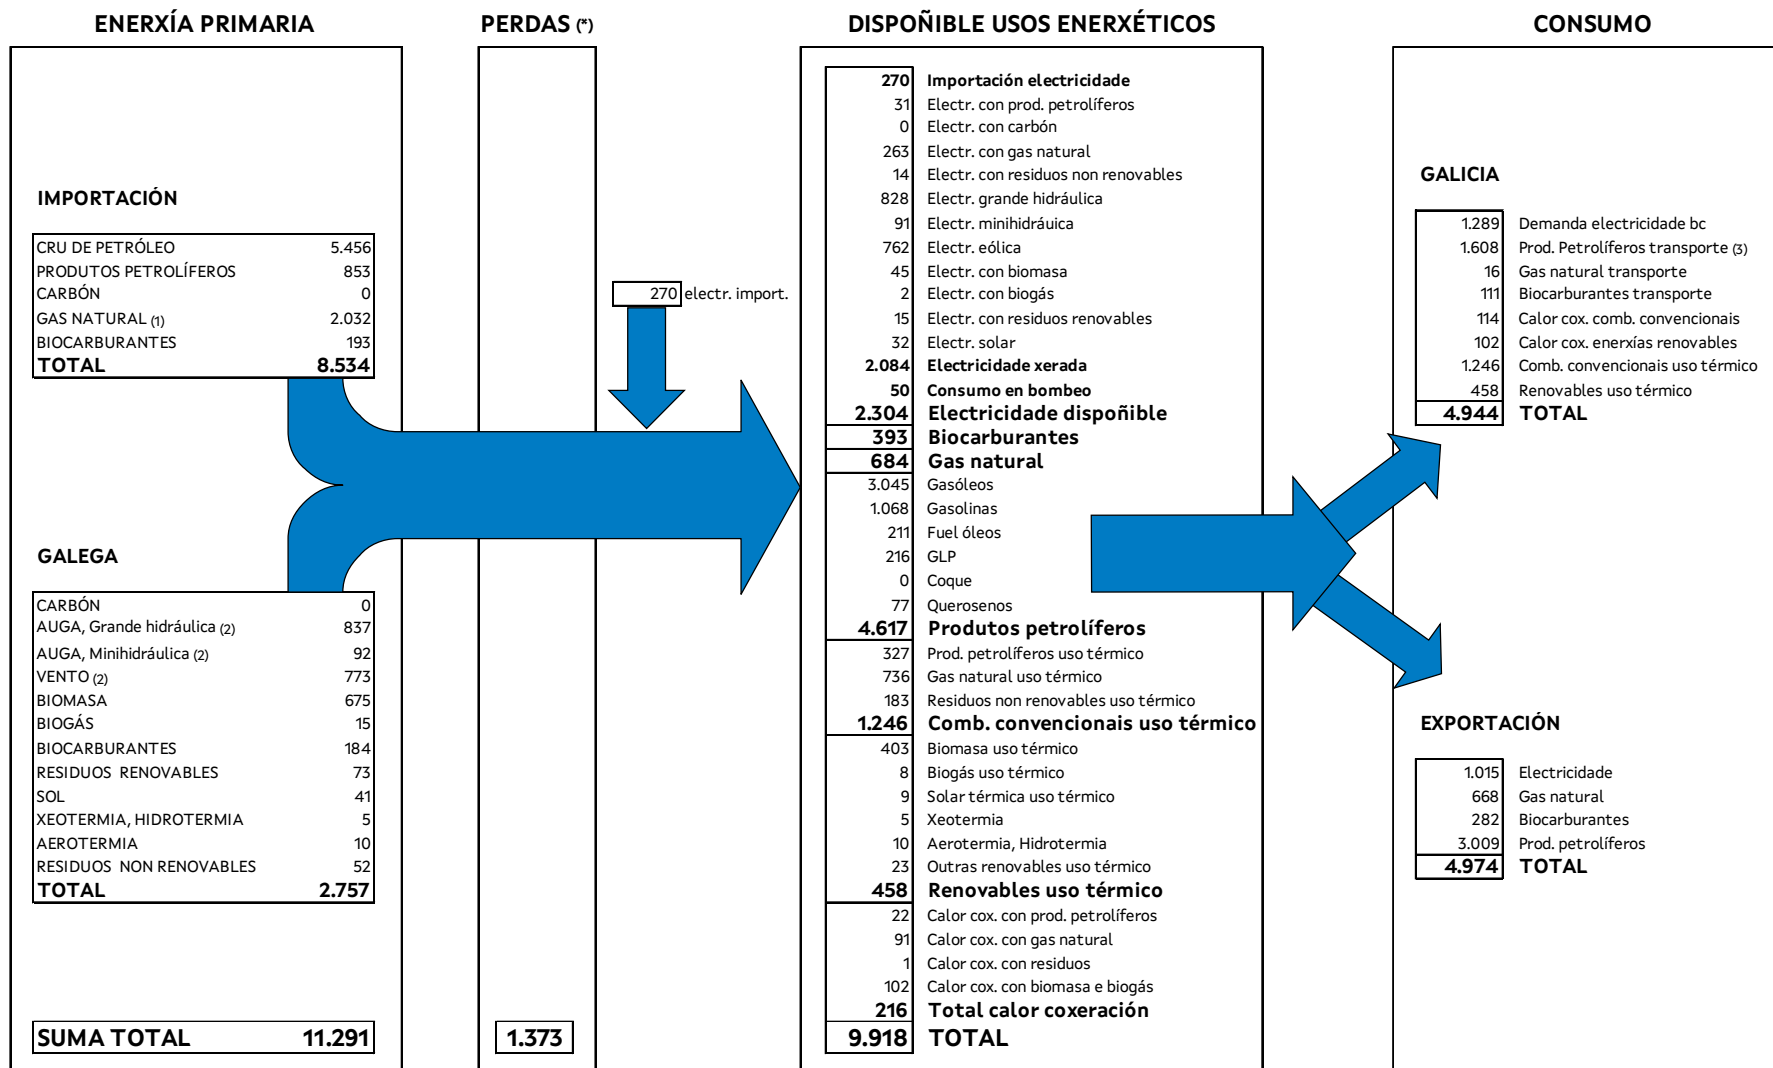 ENERXÍA PRIMARIA
IMPORTACIÓN
CRU DE PETRÓLEO 5.456
PRODUTOS PETROLÍFEROS 853
CARBÓN 0
GAS NATURAL (1) 2.032
BIOCARBURANTES 193
TOTAL 8.534
GALEGA
CARBÓN 0
AUGA, Grande hidráulica (2) 837
AUGA, Minihidráulica (2) 92
VENTO (2) 773
BIOMASA 675
BIOGÁS 15
BIOCARBURANTES 184
RESIDUOS RENOVABLES 73
SOL 41
XEOTERMIA, HIDROTERMIA 5
AEROTERMIA 10
RESIDUOS NON RENOVABLES 52
TOTAL 2.757
SUMA TOTAL 11.291
PERDAS (*)
270 electr. import.
1.373
DISPOÑIBLE USOS ENERXÉTICOS
270 Importación electricidade
31 Electr. con prod. petrolíferos
0 Electr. con carbón
263 Electr. con gas natural
14 Electr. con residuos non renovables
828 Electr. grande hidráulica
91 Electr. minihidráuica
762 Electr. eólica
45 Electr. con biomasa
2 Electr. con biogás
15 Electr. con residuos renovables
32 Electr. solar
2.084 Electricidade xerada
50 Consumo en bombeo
2.304 Electricidade dispoñible
393 Biocarburantes
684 Gas natural
3.045 Gasóleos
1.068 Gasolinas
211 Fuel óleos
216 GLP
0 Coque
77 Querosenos
4.617 Produtos petrolíferos
327 Prod. petrolíferos uso térmico
736 Gas natural uso térmico
183 Residuos non renovables uso térmico
1.246 Comb. convencionais uso térmico
403 Biomasa uso térmico
8 Biogás uso térmico
9 Solar térmica uso térmico
5 Xeotermia
10 Aerotermia, Hidrotermia
23 Outras renovables uso térmico
458 Renovables uso térmico
22 Calor cox. con prod. petrolíferos
91 Calor cox. con gas natural
1 Calor cox. con residuos
102 Calor cox. con biomasa e biogás
216 Total calor coxeración
9.918 TOTAL
CONSUMO
GALICIA
1.289 Demanda electricidade bc
1.608 Prod. Petrolíferos transporte (3)
16 Gas natural transporte
111 Biocarburantes transporte
114 Calor cox. comb. convencionais
102 Calor cox. enerxías renovables
1.246 Comb. convencionais uso térmico
458 Renovables uso térmico
4.944 TOTAL
EXPORTACIÓN
1.015 Electricidade
668 Gas natural
282 Biocarburantes
3.009 Prod. petrolíferos
4.974 TOTAL